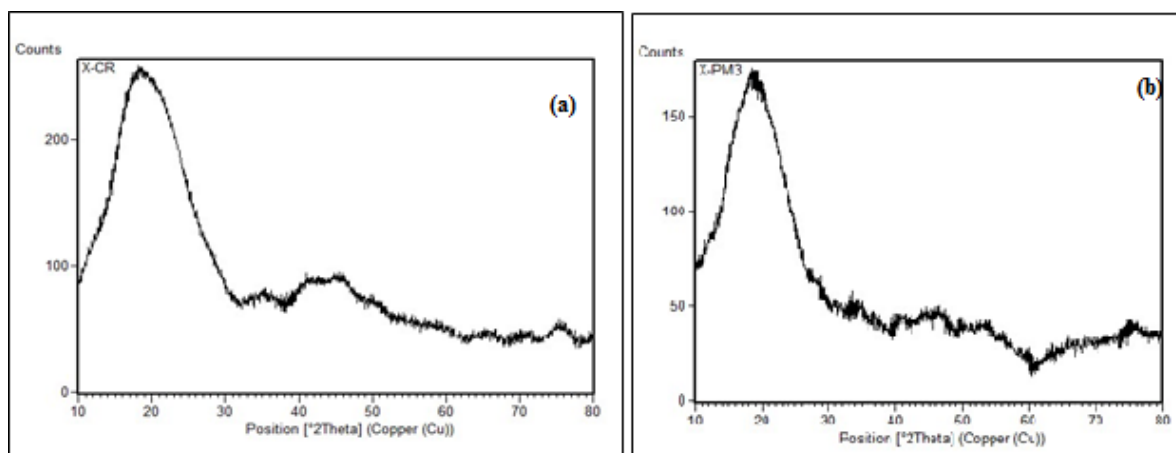 Counts
X-CR
(a)
200
100
0
10 20 30 40 50 60 70 80
Position [°2Theta] (Copper (Cu))
Counts
X-PM3
(b)
150
100
50
0
10 20 30 40 50 60 70 80
Position [°2Theta] (Copper (Cu))